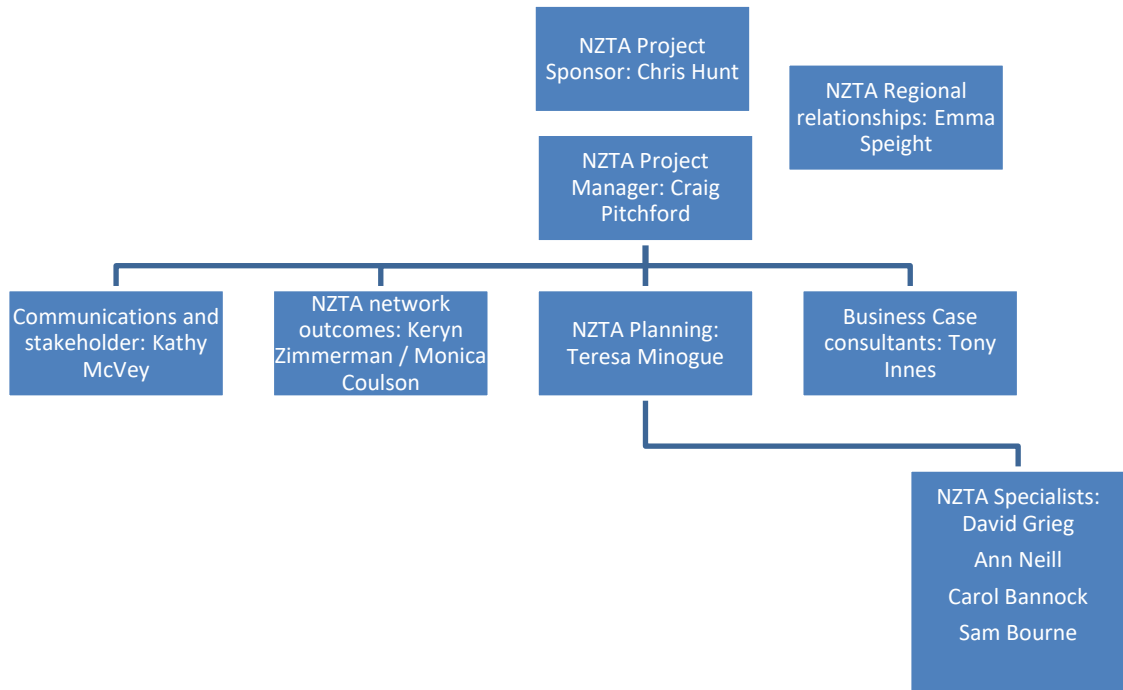 NZTA Project
Sponsor: Chris Hunt
NZTA Regional
relationships: Emma
Speight
NZTA Project
Manager: Craig
Pitchford
Communications and
stakeholder: Kathy
McVey
NZTA network
outcomes: Keryn
Zimmerman / Monica
Coulson
NZTA Planning:
Teresa Minogue
Business Case
consultants: Tony
Innes
NZTA Specialists:
David Grieg
Ann Neill
Carol Bannock
Sam Bourne